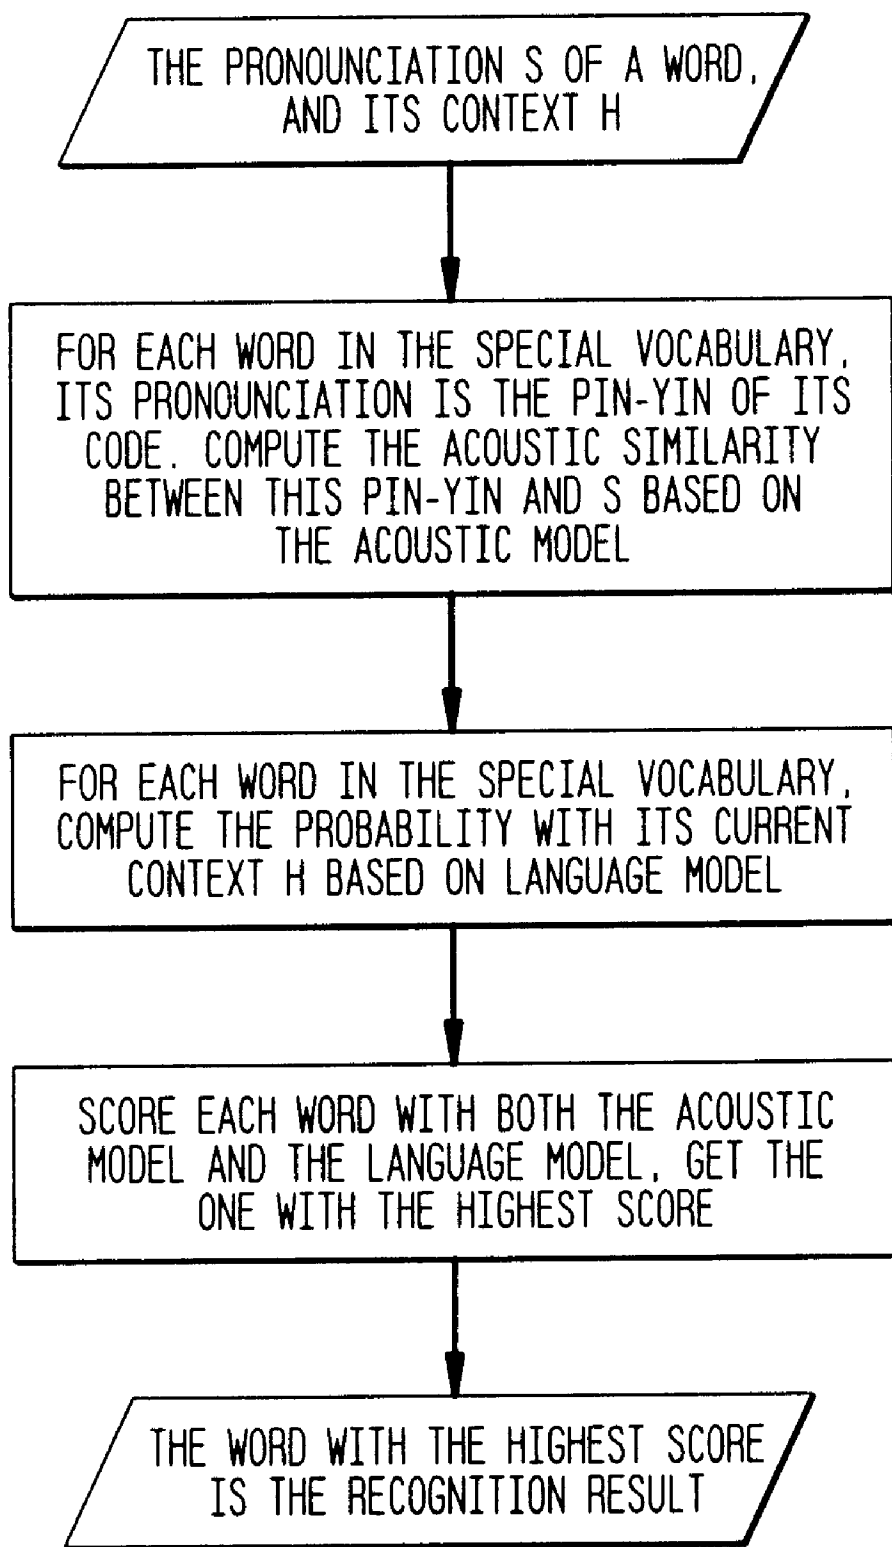 THE PRONOUNCIATION S OF A WORD,
AND ITS CONTEXT H
FOR EACH WORD IN THE SPECIAL VOCABULARY,
ITS PRONOUNCIATION IS THE PIN-YIN OF ITS
CODE. COMPUTE THE ACOUSTIC SIMILARITY
BETWEEN THIS PIN-YIN AND S BASED ON
THE ACOUSTIC MODEL
FOR EACH WORD IN THE SPECIAL VOCABULARY,
COMPUTE THE PROBABILITY WITH ITS CURRENT
CONTEXT H BASED ON LANGUAGE MODEL
SCORE EACH WORD WITH BOTH THE ACOUSTIC
MODEL AND THE LANGUAGE MODEL, GET THE
ONE WITH THE HIGHEST SCORE
THE WORD WITH THE HIGHEST SCORE
IS THE RECOGNITION RESULT